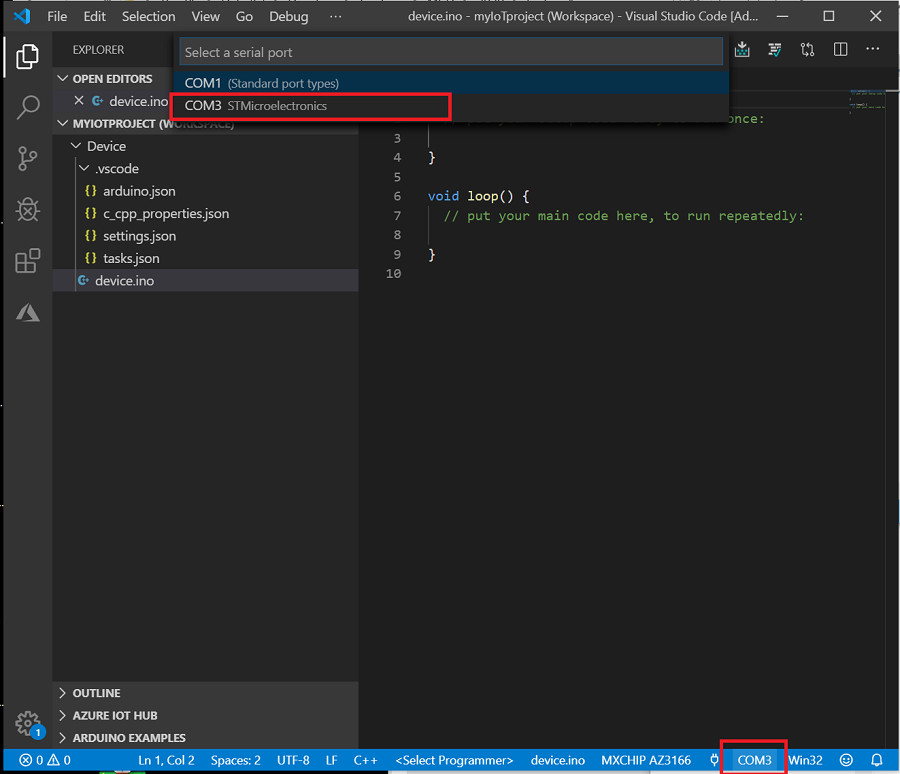 File Edit Selection View Go Debug ··· device.ino - myIoTproject (Workspace) - Visual Studio Code [Ad...
EXPLORER
Select a serial port
COM1 (Standard port types)
COM3 STMicroelectronics
OPEN EDITORS
device.ino
MYIOTPROJECT (WORKSPACE)
Device
.vscode
{} arduino.json
{} c_cpp_properties.json
{} settings.json
{} tasks.json
device.ino
once:
3
4 }
5
6 void loop() {
7 // put your main code here, to run repeatedly:
8
9 }
10
OUTLINE
AZURE IOT HUB
ARDUINO EXAMPLES
1
0 0 Ln 1, Col 2 Spaces: 2 UTF-8 LF C++ <Select Programmer> device.ino MXCHIP AZ3166 COM3 Win32